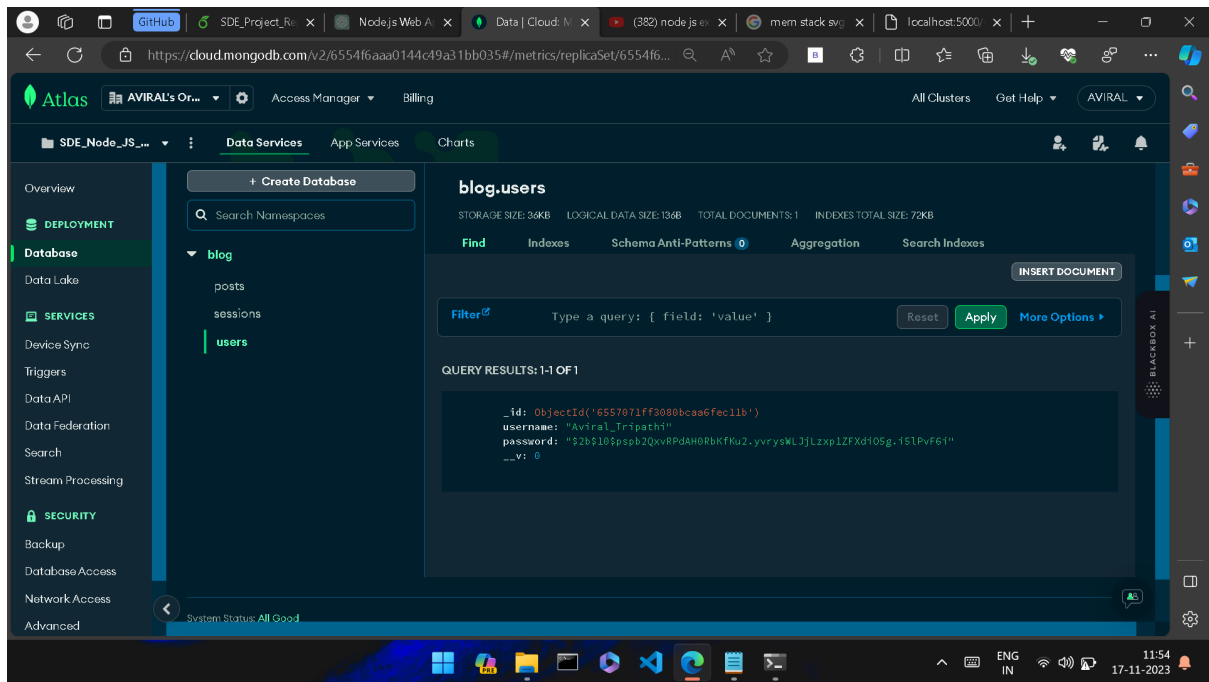 GitHub
SDE_Project_Re
Node.js Web A
Data | Cloud: M
(382) node js ex
mern stack svg
localhost:5000/
https://cloud.mongodb.com/v2/6554f6aaa0144c49a31bb035#/metrics/replicaSet/6554f6...
Atlas
AVIRAL's Or...
Access Manager
Billing
All Clusters
Get Help
AVIRAL
SDE_Node_JS_...
Data Services
App Services
Charts
Overview
DEPLOYMENT
Database
Data Lake
SERVICES
Device Sync
Triggers
Data API
Data Federation
Search
Stream Processing
SECURITY
Backup
Database Access
Network Access
Advanced
+ Create Database
Search Namespaces
blog
posts
sessions
users
blog.users
STORAGE SIZE: 36KB LOGICAL DATA SIZE: 136B TOTAL DOCUMENTS: 1 INDEXES TOTAL SIZE: 72KB
Find Indexes Schema Anti-Patterns 0 Aggregation Search Indexes
INSERT DOCUMENT
Filter Type a query: { field: 'value' } Reset Apply More Options
QUERY RESULTS: 1-1 OF 1
_id: ObjectId('6557071ff3080bcaa6fec11b')
username: "Aviral_Tripathi"
password: "$2b$10$pspb2QxvRPdAH0RbKfKu2.yvrysWLJjLzxp1ZFXdiO5g.i5lPvF6i"
__v: 0
System Status: All Good
BLACKBOX AI
PRE
ENG
IN
11:54
17-11-2023